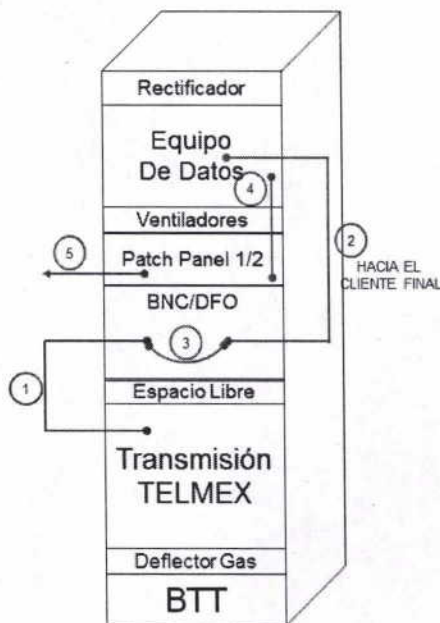 Rectificador
Equipo
De Datos
4
Ventiladores
5
Patch Panel 1/2
2
HACIA EL
CLIENTE FINAL
BNC/DFO
3
1
Espacio Libre
Transmisión
TELMEX
Deflector Gas
BTT